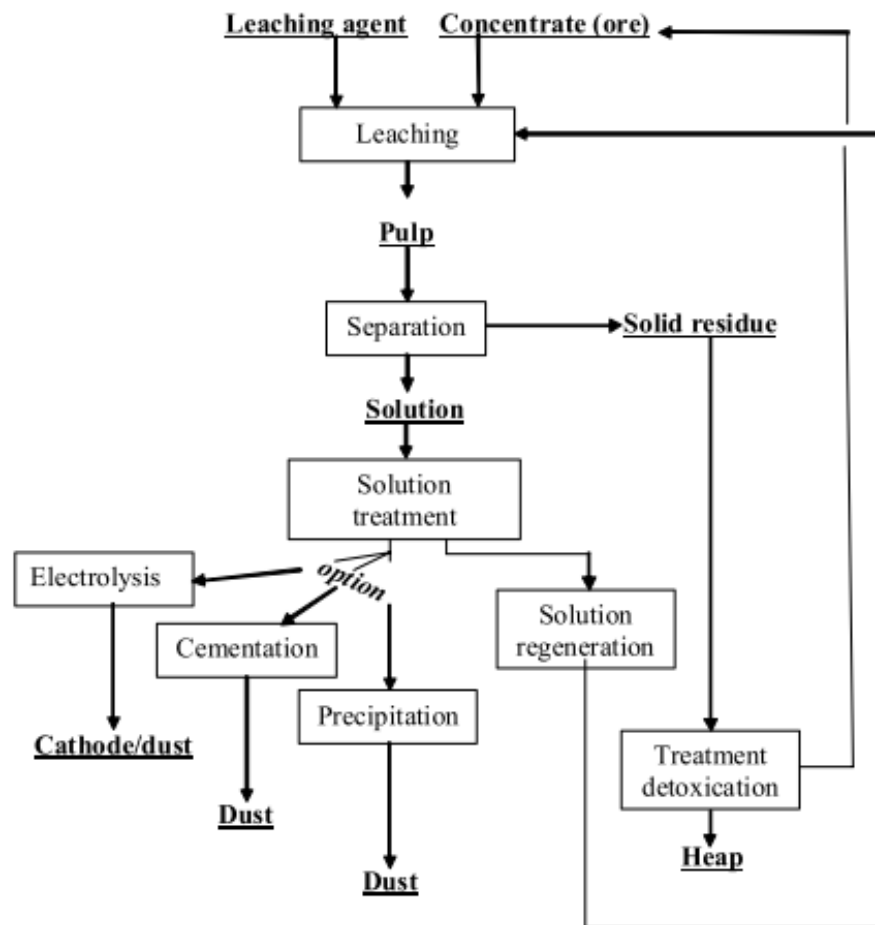 Leaching agent
Concentrate (ore)
Leaching
Pulp
Separation
Solid residue
Solution
Solution
treatment
Electrolysis
option
Solution
regeneration
Cementation
Precipitation
Cathode/dust
Treatment
detoxication
Dust
Heap
Dust